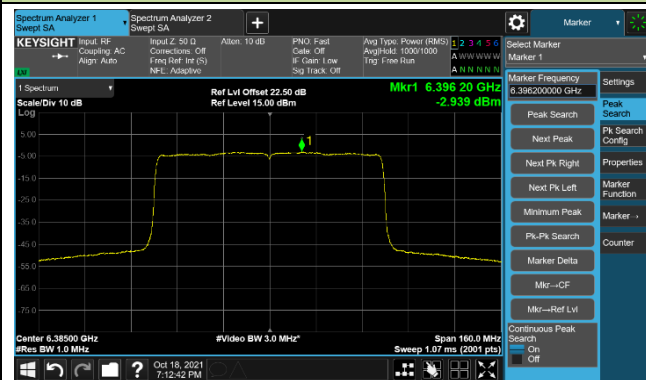 Spectrum Analyzer 1
Swept SA
Spectrum Analyzer 2
Swept SA
Marker
KEYSIGHT
Input: RF
Coupling: AC
Align: Auto
Input Z: 50 Ω
Corrections: Off
Freq Ref: Int (S)
NFE: Adaptive
Atten: 10 dB
PNO: Fast
Gate: Off
IF Gain: Low
Sig Track: Off
Avg Type: Power (RMS)
Avg|Hold: 1000/1000
Trig: Free Run
1 2 3 4 5 6
A W W W W W
A N N N N N
LXI
Select Marker
Marker 1
1 Spectrum
Scale/Div 10 dB
Log
Ref Lvl Offset 22.50 dB
Ref Level 15.00 dBm
Mkr1 6.396 20 GHz
-2.939 dBm
1
5.00
-5.00
-15.0
-25.0
-35.0
-45.0
-55.0
-65.0
-75.0
Center 6.38500 GHz
#Res BW 1.0 MHz
#Video BW 3.0 MHz*
Span 160.0 MHz
Sweep 1.07 ms (2001 pts)
Marker Frequency
6.396200000 GHz
Peak Search
Next Peak
Next Pk Right
Next Pk Left
Minimum Peak
Pk-Pk Search
Marker Delta
Mkr→CF
Mkr→Ref Lvl
Continuous Peak
Search
On
Off
Settings
Peak
Search
Pk Search
Config
Properties
Marker
Function
Marker→
Counter
Oct 18, 2021
7:12:42 PM